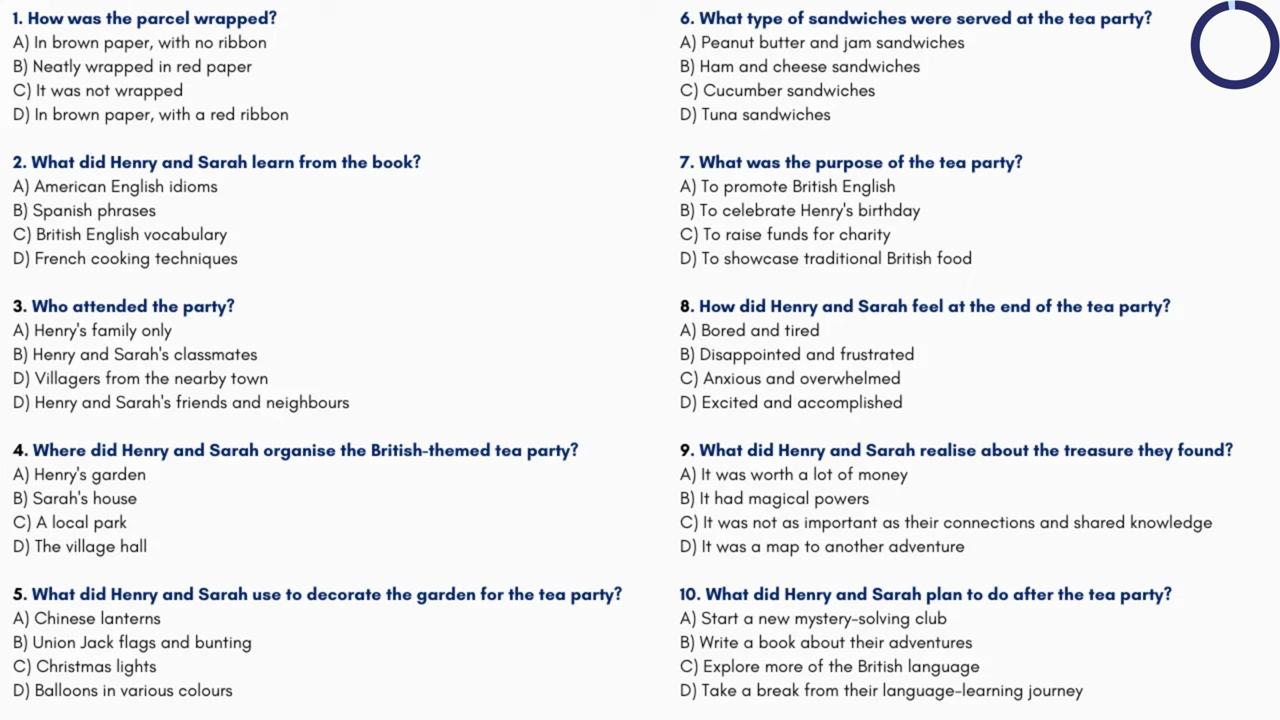 1. How was the parcel wrapped?
A) In brown paper, with no ribbon
B) Neatly wrapped in red paper
C) It was not wrapped
D) In brown paper, with a red ribbon
2. What did Henry and Sarah learn from the book?
A) American English idioms
B) Spanish phrases
C) British English vocabulary
D) French cooking techniques
3. Who attended the party?
A) Henry's family only
B) Henry and Sarah's classmates
D) Villagers from the nearby town
D) Henry and Sarah's friends and neighbours
4. Where did Henry and Sarah organise the British-themed tea party?
A) Henry's garden
B) Sarah's house
C) A local park
D) The village hall
5. What did Henry and Sarah use to decorate the garden for the tea party?
A) Chinese lanterns
B) Union Jack flags and bunting
C) Christmas lights
D) Balloons in various colours
6. What type of sandwiches were served at the tea party?
A) Peanut butter and jam sandwiches
B) Ham and cheese sandwiches
C) Cucumber sandwiches
D) Tuna sandwiches
7. What was the purpose of the tea party?
A) To promote British English
B) To celebrate Henry's birthday
C) To raise funds for charity
D) To showcase traditional British food
8. How did Henry and Sarah feel at the end of the tea party?
A) Bored and tired
B) Disappointed and frustrated
C) Anxious and overwhelmed
D) Excited and accomplished
9. What did Henry and Sarah realise about the treasure they found?
A) It was worth a lot of money
B) It had magical powers
C) It was not as important as their connections and shared knowledge
D) It was a map to another adventure
10. What did Henry and Sarah plan to do after the tea party?
A) Start a new mystery-solving club
B) Write a book about their adventures
C) Explore more of the British language
D) Take a break from their language-learning journey